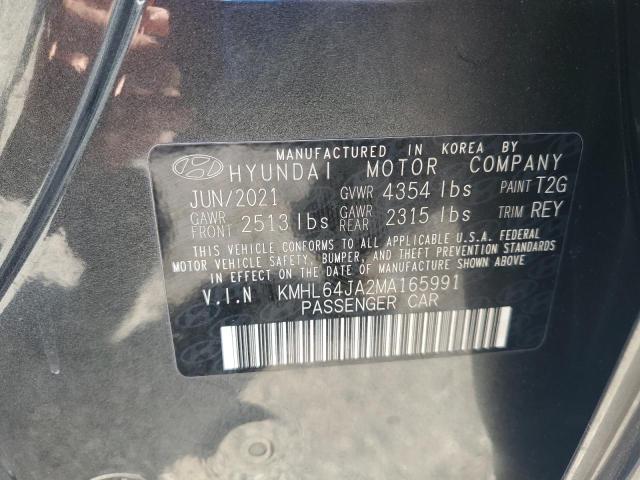 MANUFACTURED IN KOREA BY
HYUNDAI MOTOR COMPANY
JUN/2021 GVWR 4354 lbs PAINT T2G
GAWR FRONT 2513 lbs GAWR REAR 2315 lbs TRIM REY
THIS VEHICLE CONFORMS TO ALL APPLICABLE U.S.A. FEDERAL
MOTOR VEHICLE SAFETY, BUMPER, AND THEFT PREVENTION STANDARDS
IN EFFECT ON THE DATE OF MANUFACTURE SHOWN ABOVE.
V.I.N KMHL64JA2MA165991
PASSENGER CAR